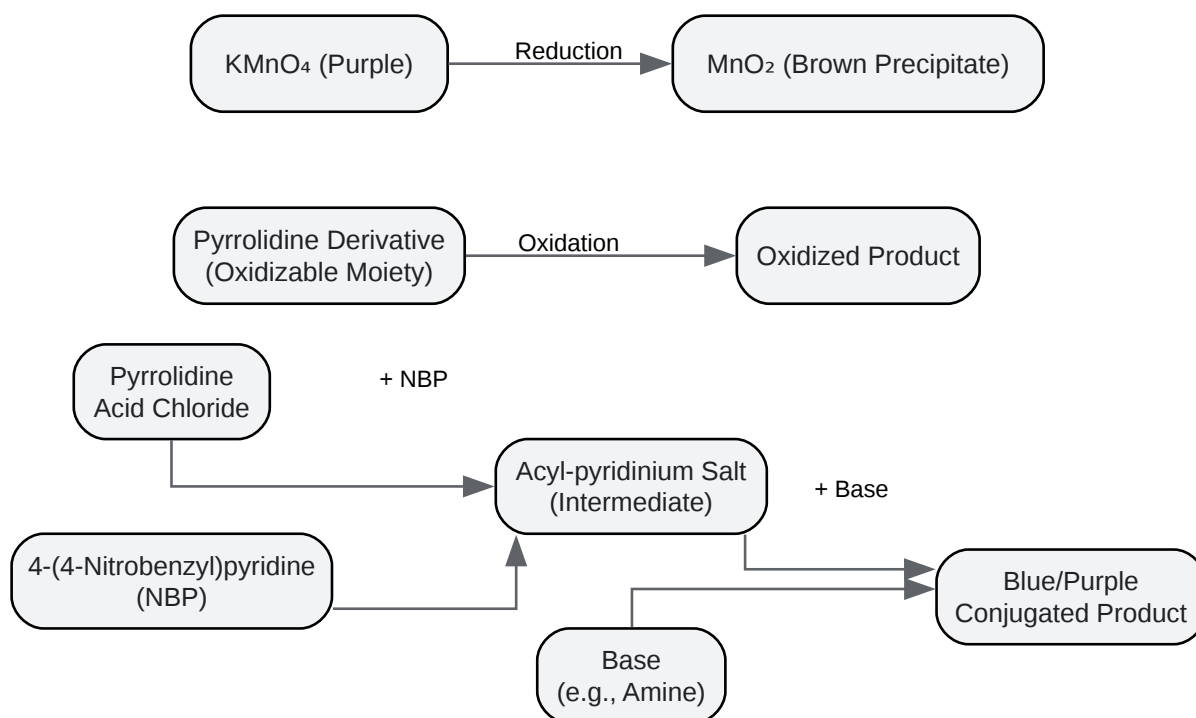 KMnO₄ (Purple)
Reduction
MnO₂ (Brown Precipitate)
Pyrrolidine Derivative
(Oxidizable Moiety)
Oxidation
Oxidized Product
Pyrrolidine
Acid Chloride
+ NBP
Acyl-pyridinium Salt
(Intermediate)
+ Base
4-(4-Nitrobenzyl)pyridine
(NBP)
Blue/Purple
Conjugated Product
Base
(e.g., Amine)